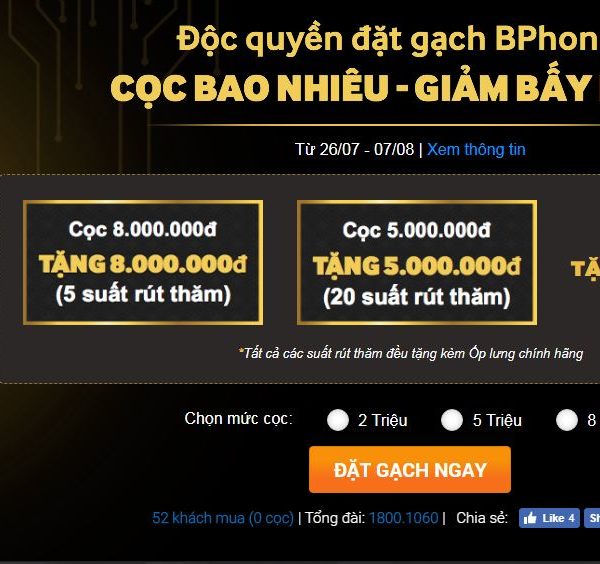 Độc quyền đặt gạch BPhon
CỌC BAO NHIÊU - GIẢM BẤY
Từ 26/07 - 07/08 | Xem thông tin
Cọc 8.000.000đ
TẶNG 8.000.000đ
(5 suất rút thăm)
Cọc 5.000.000đ
TẶNG 5.000.000đ
(20 suất rút thăm)
TẶ
*Tất cả các suất rút thăm đều tặng kèm Ốp lưng chính hãng
Chọn mức cọc: 2 Triệu 5 Triệu 8
ĐẶT GẠCH NGAY
52 khách mua (0 cọc) | Tổng đài: 1800.1060 | Chia sẻ: Like 4 Sh